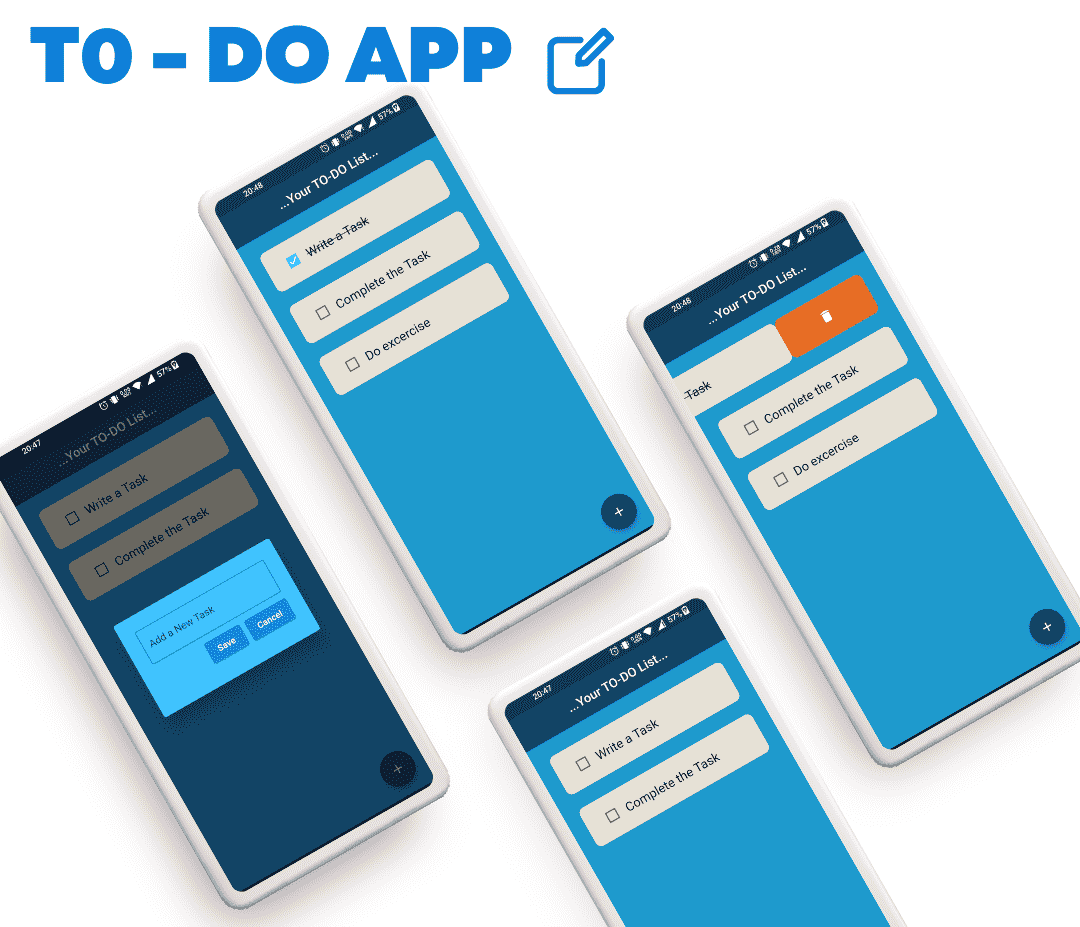 T0 - DO APP
20:48
57%
...Your TO-DO List...
Write a Task
Complete the Task
Do excercise
+
20:48
57%
...Your TO-DO List...
Task
Complete the Task
Do excercise
+
20:47
57%
...Your TO-DO List...
Write a Task
Complete the Task
Add a New Task
Save
Cancel
+
20:47
57%
...Your TO-DO List...
Write a Task
Complete the Task